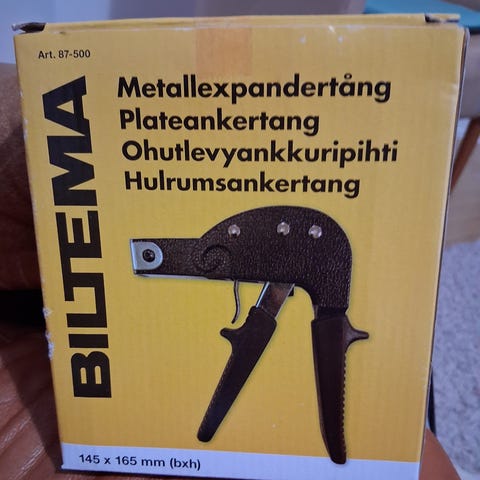 Art. 87-500
BILTEMA
Metallexpandertång
Plateankertang
Ohutlevyankkuripihti
Hulrumsankertang
145 x 165 mm (bxh)